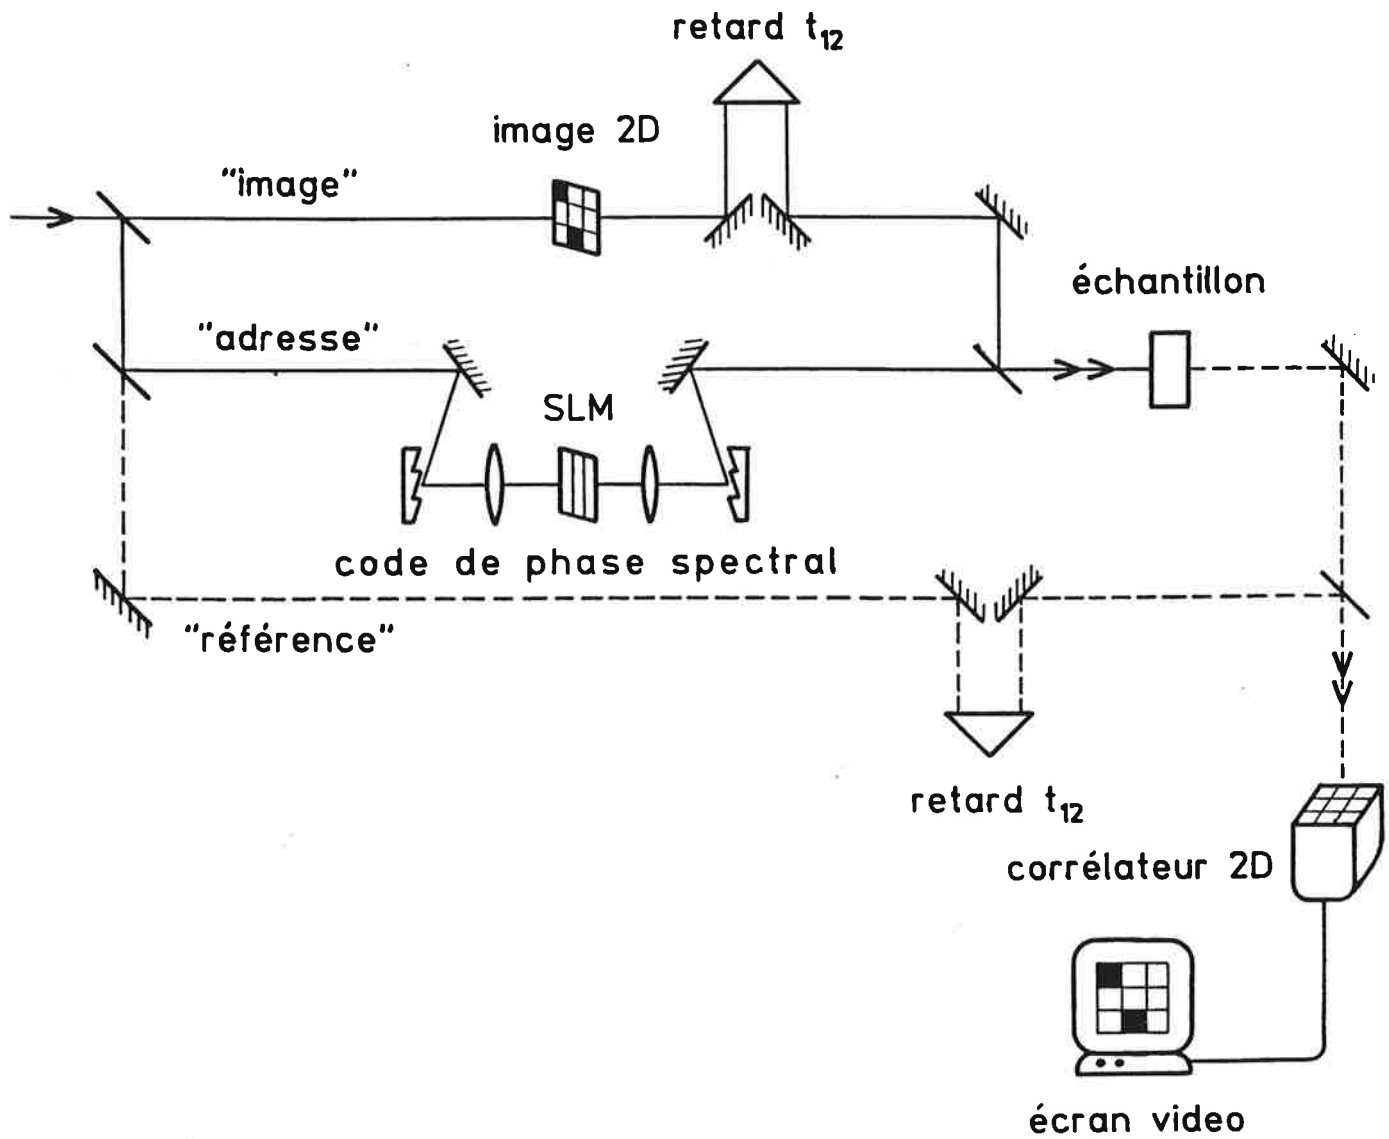 retard t₁₂
image 2D
"image"
échantillon
"adresse"
SLM
code de phase spectral
"référence"
retard t₁₂
corrélateur 2D
écran video